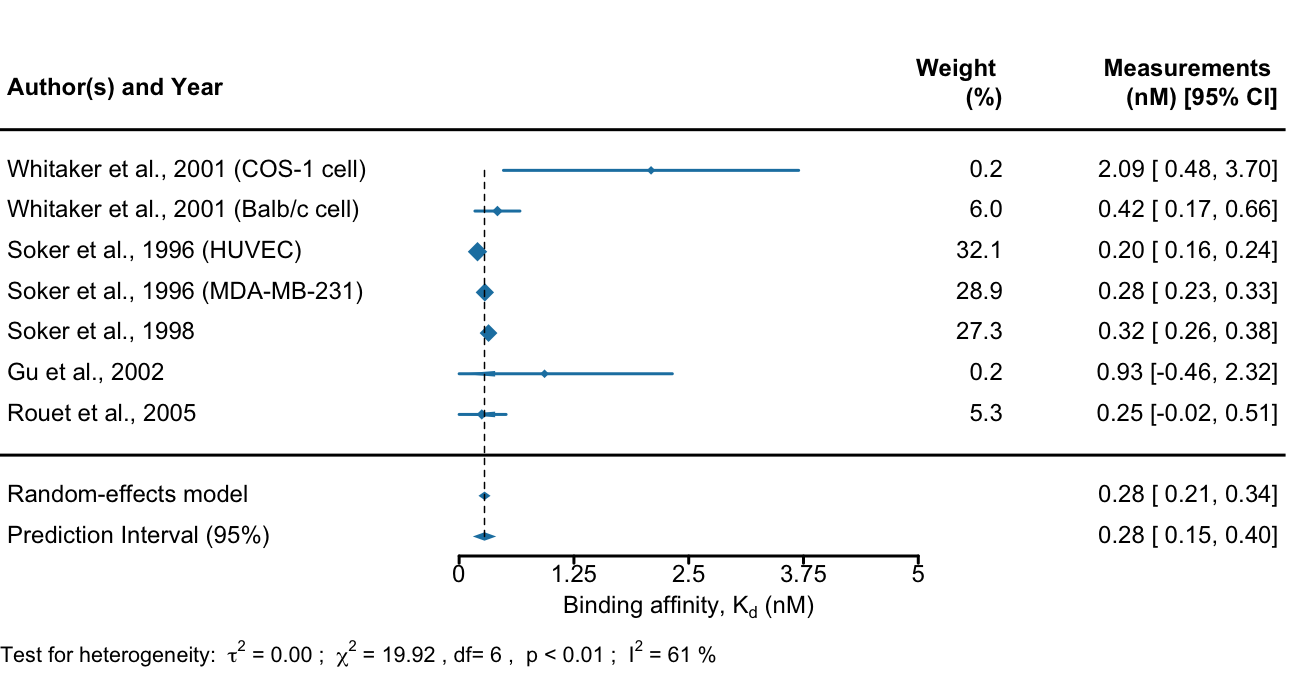 Author(s) and Year Weight (%) Measurements (nM) [95% CI]
Whitaker et al., 2001 (COS-1 cell) 0.2 2.09 [ 0.48, 3.70]
Whitaker et al., 2001 (Balb/c cell) 6.0 0.42 [ 0.17, 0.66]
Soker et al., 1996 (HUVEC) 32.1 0.20 [ 0.16, 0.24]
Soker et al., 1996 (MDA-MB-231) 28.9 0.28 [ 0.23, 0.33]
Soker et al., 1998 27.3 0.32 [ 0.26, 0.38]
Gu et al., 2002 0.2 0.93 [-0.46, 2.32]
Rouet et al., 2005 5.3 0.25 [-0.02, 0.51]
Random-effects model 0.28 [ 0.21, 0.34]
Prediction Interval (95%) 0.28 [ 0.15, 0.40]
0 1.25 2.5 3.75 5
Binding affinity, K_d (nM)
Test for heterogeneity: τ² = 0.00 ; χ² = 19.92 , df= 6 , p < 0.01 ; I² = 61 %